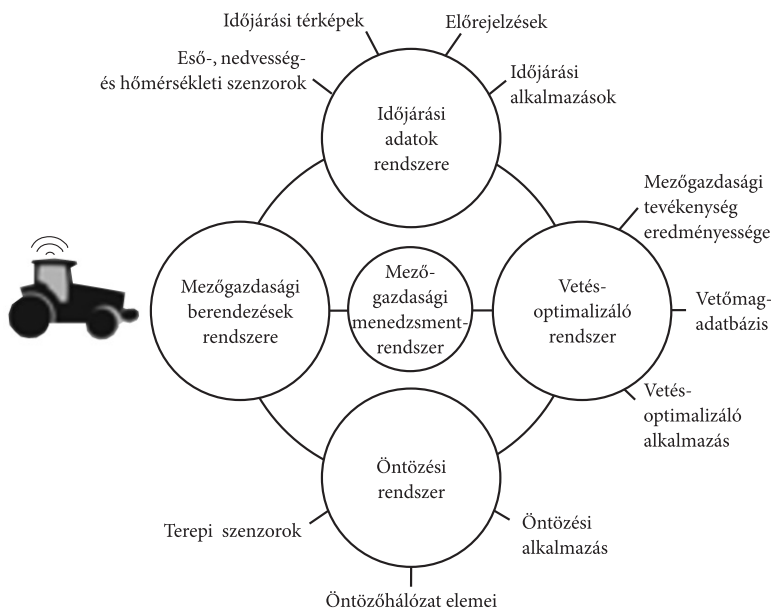 Időjárási térképek
Előrejelzések
Eső-, nedvesség-
és hőmérsékleti szenzorok
Időjárási
alkalmazások
Időjárási
adatok
rendszere
Mezőgazdasági
tevékenység
eredményessége
Mezőgazdasági
berendezések
rendszere
Mező-
gazdasági
menedzsment-
rendszer
Vetés-
optimalizáló
rendszer
Vetőmag-
adatbázis
Vetés-
optimalizáló
alkalmazás
Öntözési
rendszer
Terepi szenzorok
Öntözési
alkalmazás
Öntözőhálózat elemei